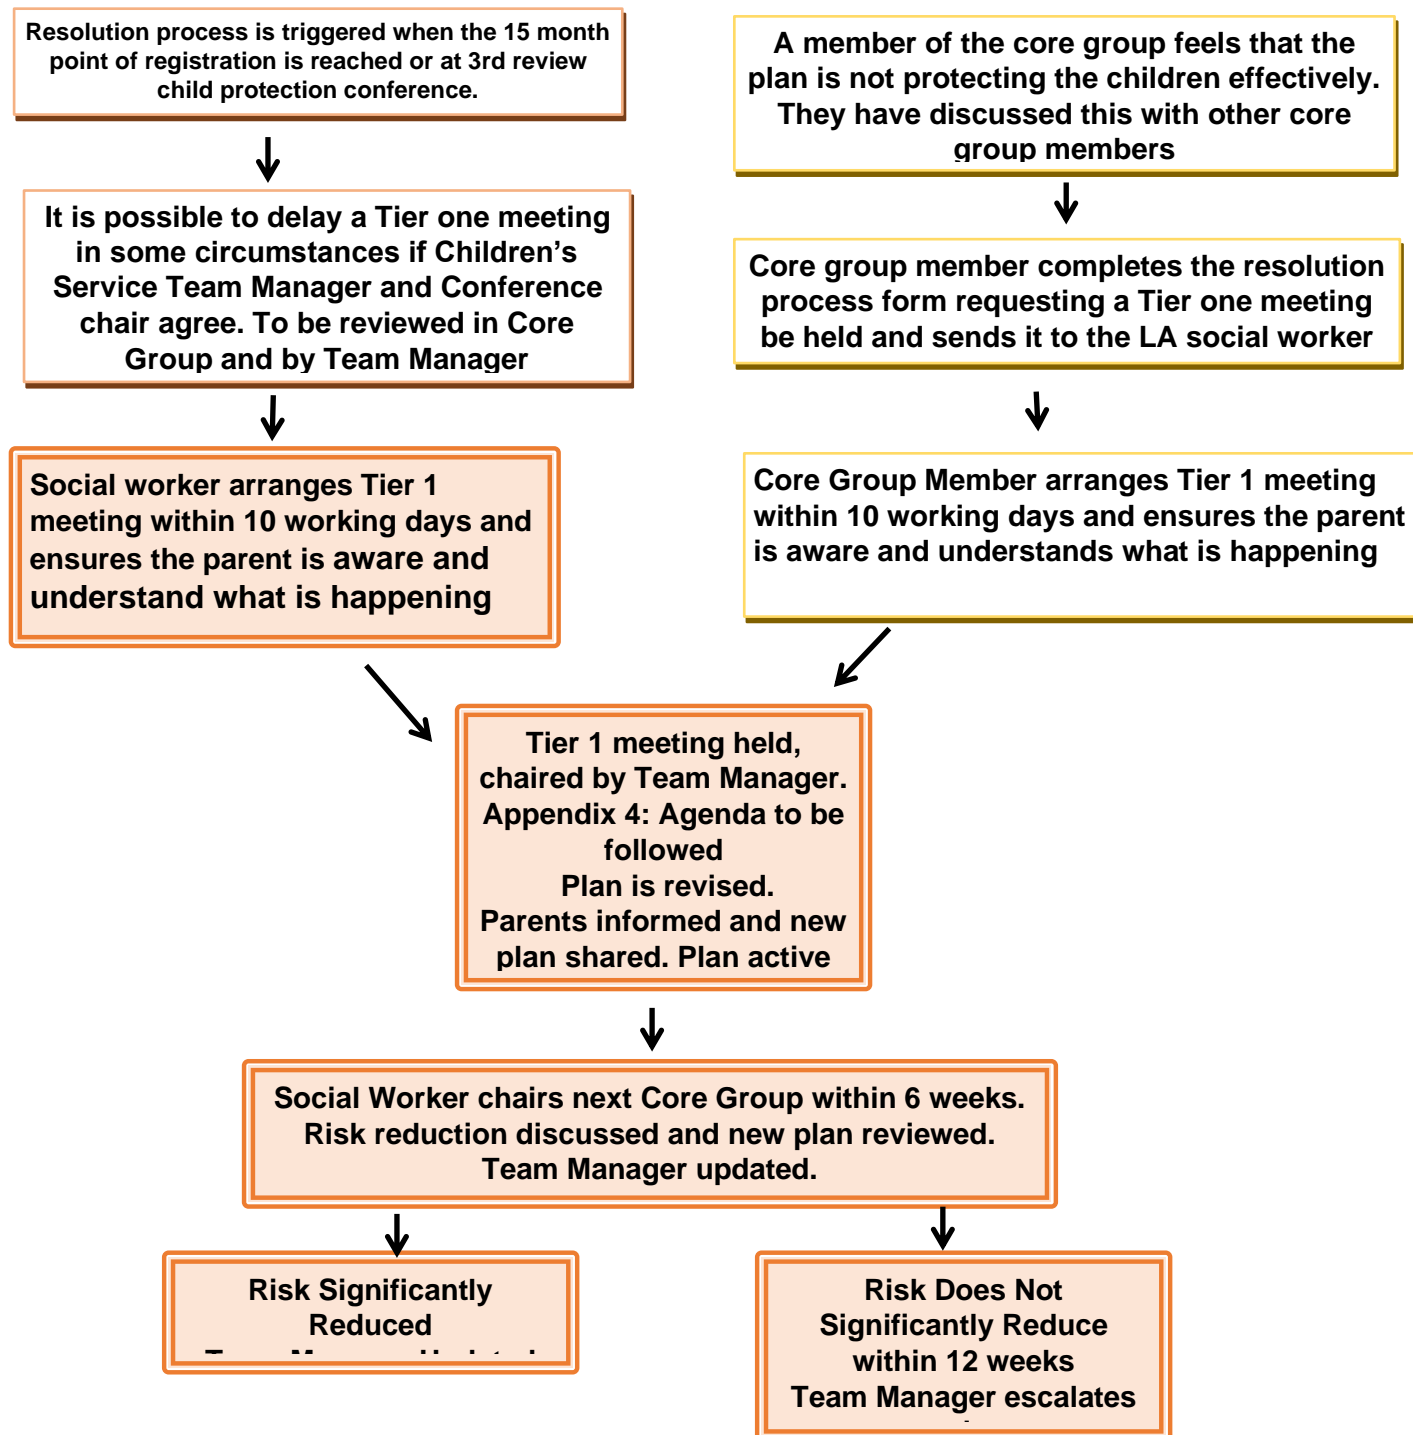 Resolution process is triggered when the 15 month
point of registration is reached or at 3rd review
child protection conference.
It is possible to delay a Tier one meeting
in some circumstances if Children’s
Service Team Manager and Conference
chair agree. To be reviewed in Core
Group and by Team Manager
Social worker arranges Tier 1
meeting within 10 working days and
ensures the parent is aware and
understand what is happening
A member of the core group feels that the
plan is not protecting the children effectively.
They have discussed this with other core
group members
Core group member completes the resolution
process form requesting a Tier one meeting
be held and sends it to the LA social worker
Core Group Member arranges Tier 1 meeting
within 10 working days and ensures the parent
is aware and understands what is happening
Tier 1 meeting held,
chaired by Team Manager.
Appendix 4: Agenda to be
followed
Plan is revised.
Parents informed and new
plan shared. Plan active
Social Worker chairs next Core Group within 6 weeks.
Risk reduction discussed and new plan reviewed.
Team Manager updated.
Risk Significantly
Reduced
Risk Does Not
Significantly Reduce
within 12 weeks
Team Manager escalates